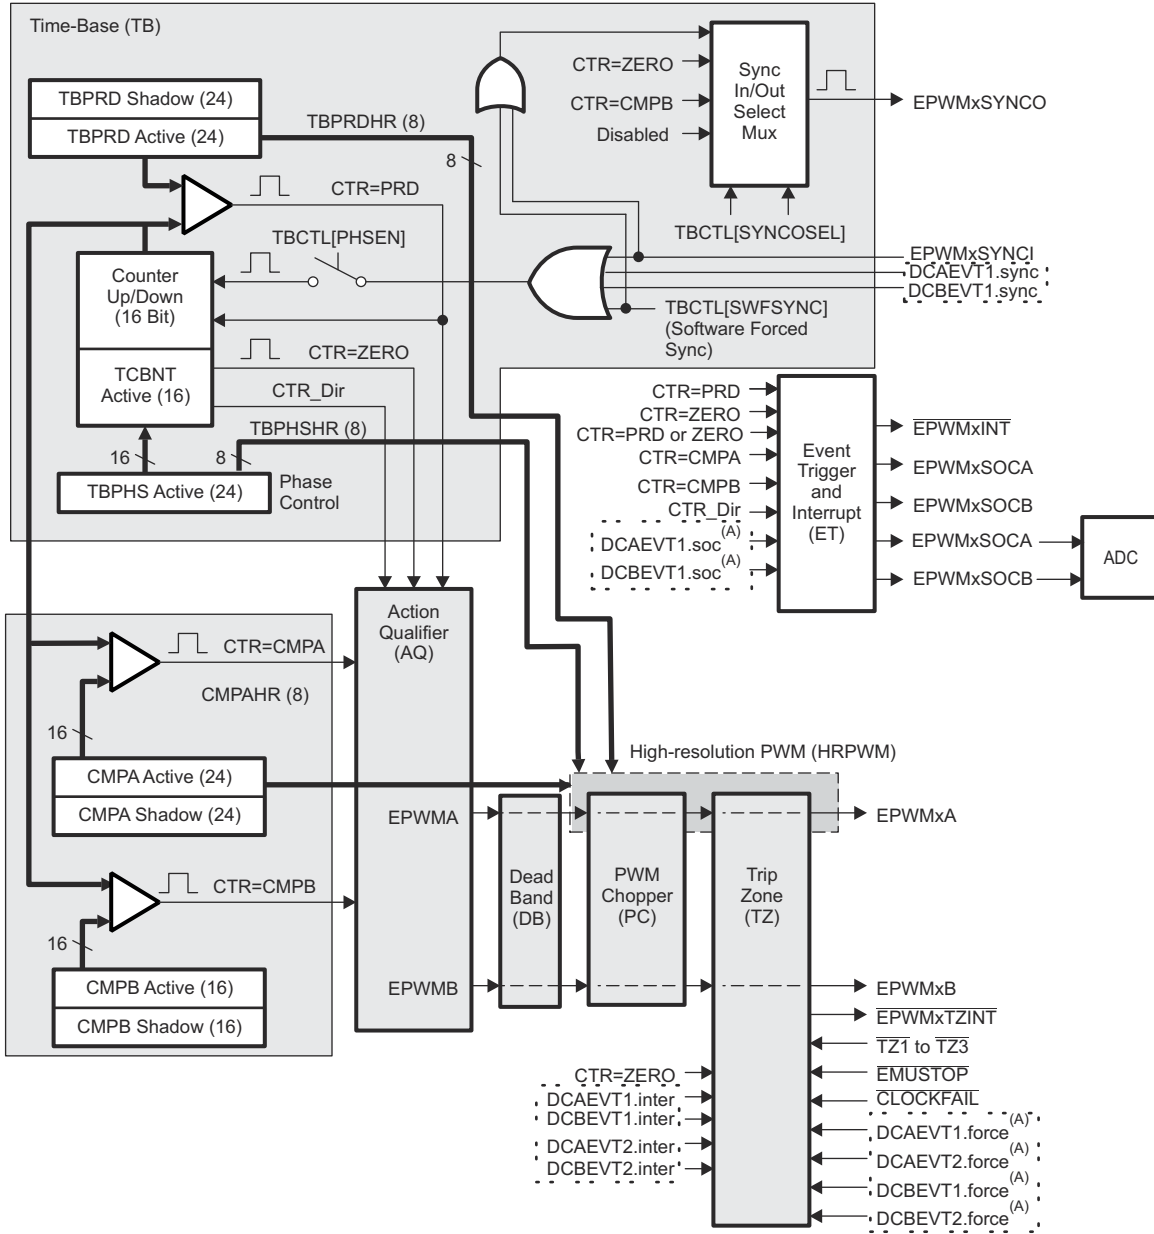 Time-Base (TB)
TBPRD Shadow (24)
TBPRD Active (24)
TBPRDHR (8)
8
CTR=PRD
TBCTL[PHSEN]
Counter
Up/Down
(16 Bit)
TCBNT
Active (16)
CTR=ZERO
CTR_Dir
TBPHSHR (8)
16
8
TBPHS Active (24)
Phase
Control
CTR=ZERO
CTR=CMPB
Disabled
Sync
In/Out
Select
Mux
EPWMxSYNCO
TBCTL[SYNCOSEL]
EPWMxSYNCI
DCAEVT1.sync
DCBEVT1.sync
TBCTL[SWFSYNC]
(Software Forced
Sync)
CTR=PRD
CTR=ZERO
CTR=PRD or ZERO
CTR=CMPA
CTR=CMPB
CTR_Dir
DCAEVT1.soc(A)
DCBEVT1.soc(A)
Event
Trigger
and
Interrupt
(ET)
EPWMxINT
EPWMxSOCA
EPWMxSOCB
EPWMxSOCA
EPWMxSOCB
ADC
Action
Qualifier
(AQ)
CTR=CMPA
CMPAHR (8)
16
CMPA Active (24)
CMPA Shadow (24)
CTR=CMPB
16
CMPB Active (16)
CMPB Shadow (16)
EPWMA
EPWMB
High-resolution PWM (HRPWM)
Dead
Band
(DB)
PWM
Chopper
(PC)
Trip
Zone
(TZ)
EPWMxA
EPWMxB
EPWMxTZINT
TZ1 to TZ3
EMUSTOP
CLOCKFAIL
DCAEVT1.force(A)
DCAEVT2.force(A)
DCBEVT1.force(A)
DCBEVT2.force(A)
CTR=ZERO
DCAEVT1.inter
DCBEVT1.inter
DCAEVT2.inter
DCBEVT2.inter